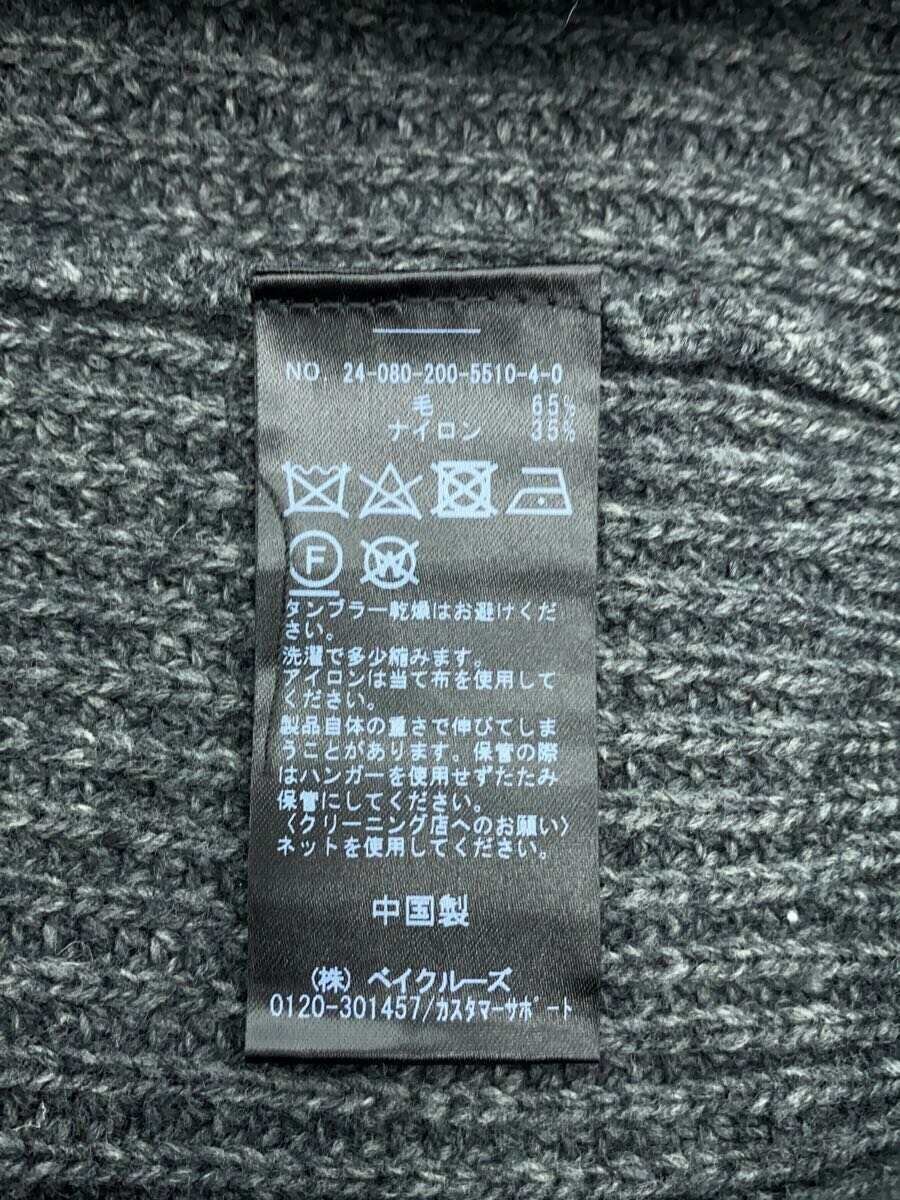 NO. 24-080-200-5510-4-0
毛 65%
ナイロン 35%
F W
タンブラー乾燥はお避けくだ
さい。
洗濯で多少縮みます。
アイロンは当て布を使用して
ください。
製品自体の重さで伸びてしま
うことがあります。保管の際
はハンガーを使用せずたたみ
保管にしてください。
〈クリーニング店へのお願い〉
ネットを使用してください。
中国製
(株) ベイクルーズ
0120-301457/カスタマーサポート